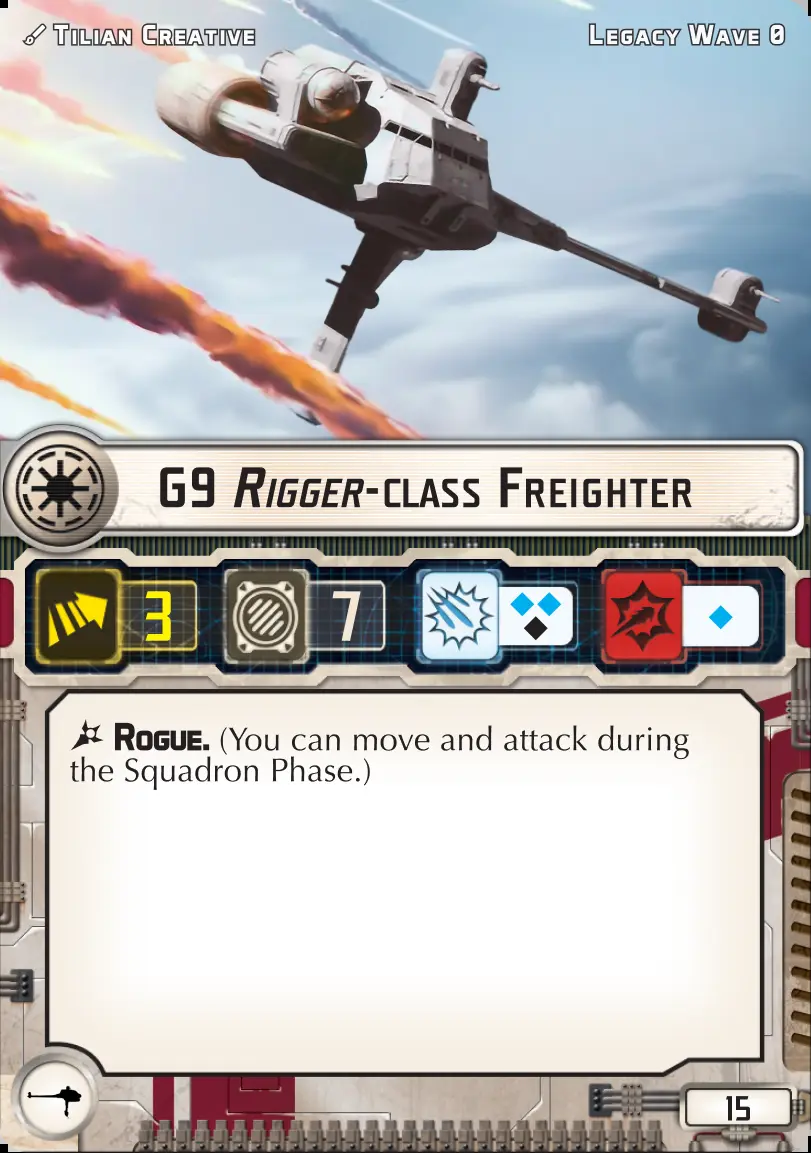 Tilian Creative
Legacy Wave 0
G9 Rigger-class Freighter
3
7
Rogue. (You can move and attack during
the Squadron Phase.)
15